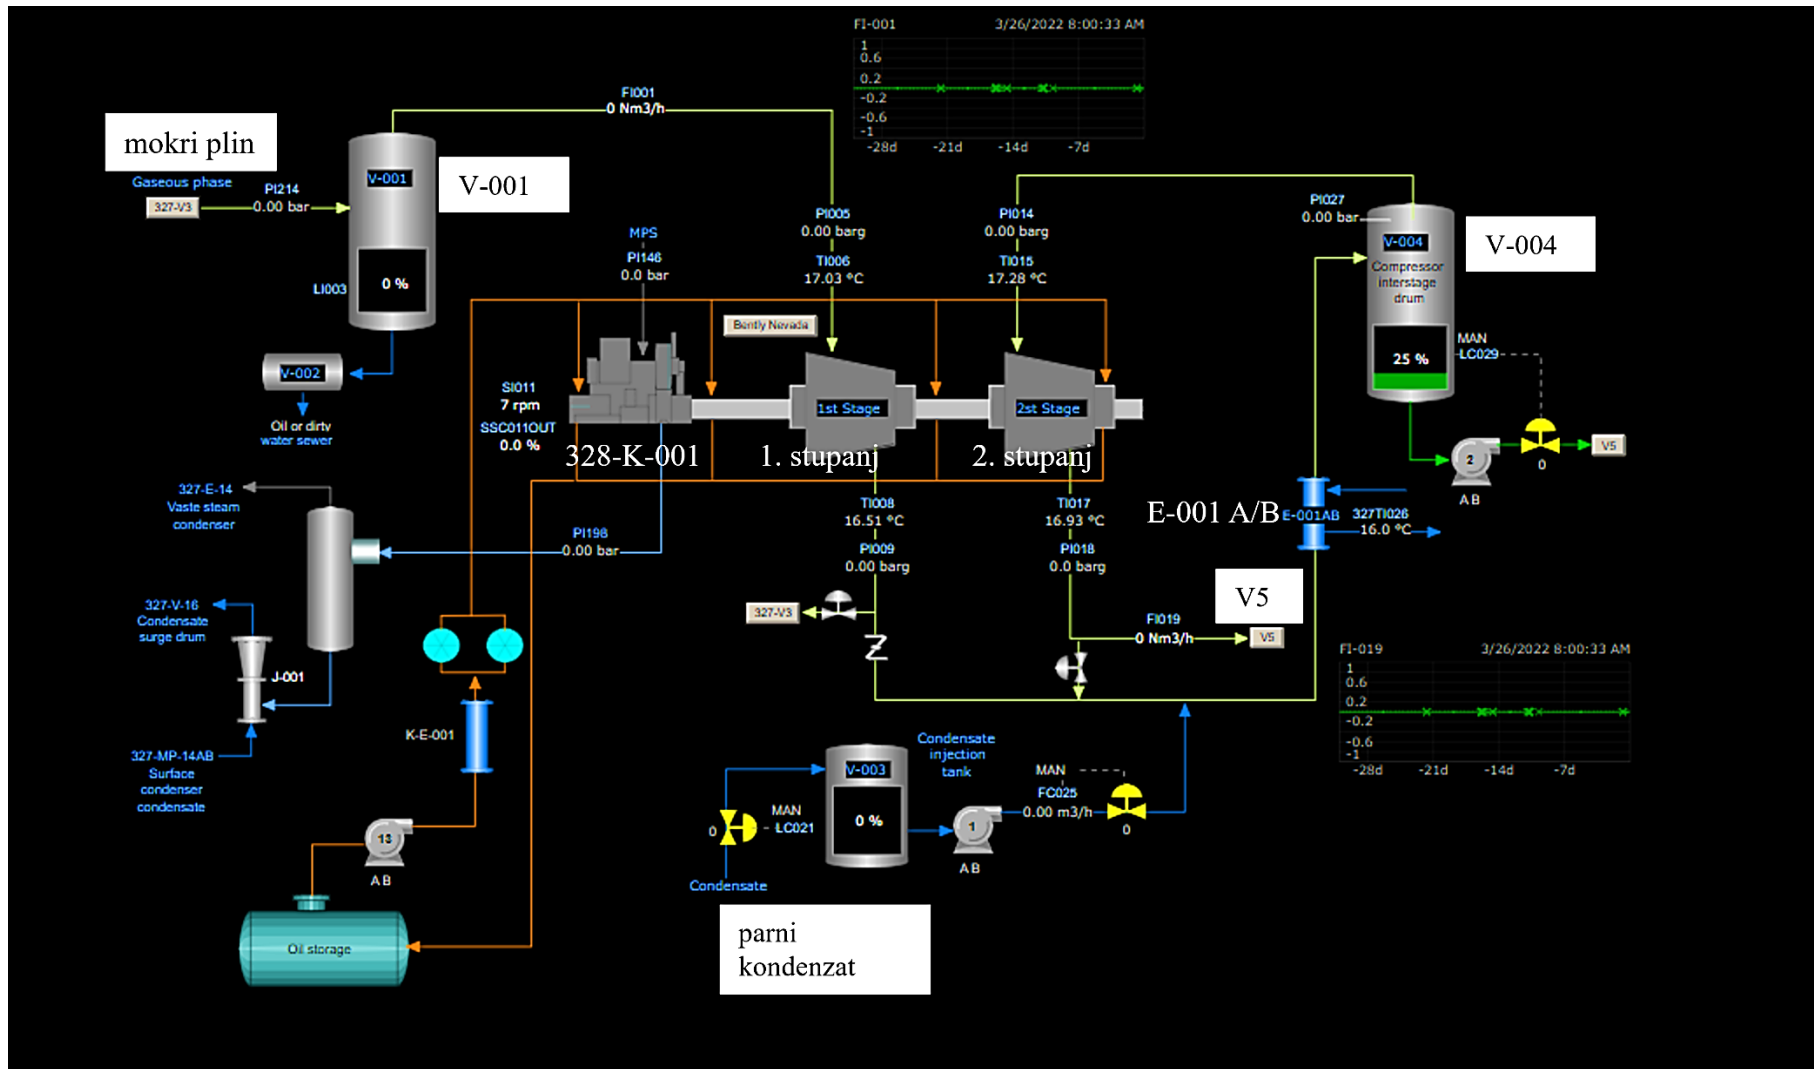 FI-001 3/26/2022 8:00:33 AM
1
0.6
0.2
-0.2
-0.6
-1
-28d -21d -14d -7d
mokri plin
Gaseous phase
327-V3
PI214
0.00 bar
V-001
V-001
LI003
0 %
FI001
0 Nm3/h
V-002
Oil or dirty
water sewer
MPS
PI146
0.0 bar
PI005
0.00 barg
TI006
17.03 ºC
PI014
0.00 barg
TI015
17.28 ºC
Bently Nevada
SI011
7 rpm
SSC011OUT
0.0 %
1st Stage
2st Stage
328-K-001
1. stupanj
2. stupanj
PI027
0.00 bar
V-004
Compressor
interstage
drum
V-004
25 %
MAN
LC029
2
A B
0
V5
E-001 A/B
E-001AB
327TI026
16.0 ºC
327-E-14
Vaste steam
condenser
PI198
0.00 bar
327-V-16
Condensate
surge drum
J-001
327-MP-14AB
Surface
condenser
condensate
K-E-001
13
A B
Oil storage
TI008
16.51 ºC
PI009
0.00 barg
327-V3
TI017
16.93 ºC
PI018
0.0 barg
V5
FI019
0 Nm3/h
V5
FI-019 3/26/2022 8:00:33 AM
1
0.6
0.2
-0.2
-0.6
-1
-28d -21d -14d -7d
V-003
0 %
Condensate
injection
tank
MAN
LC021
0
Condensate
1
A B
MAN
FC025
0.00 m3/h
0
parni
kondenzat